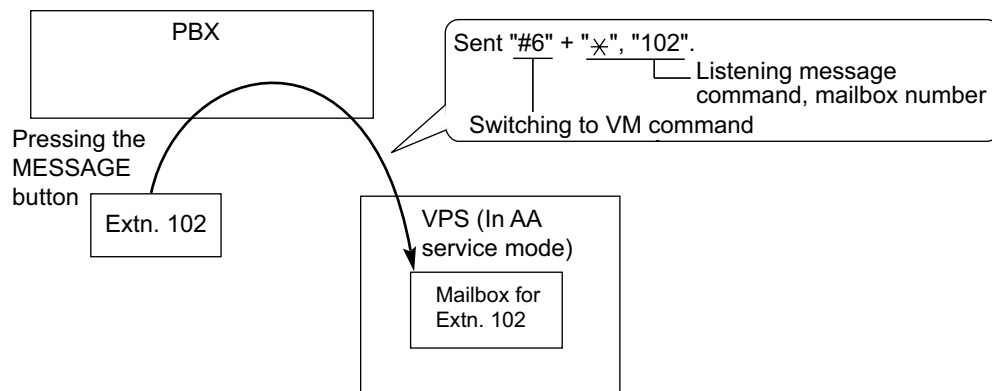 PBX
Sent "#6" + "⚹", "102".
Listening message
command, mailbox number
Switching to VM command
Pressing the
MESSAGE
button
Extn. 102
VPS (In AA
service mode)
Mailbox for
Extn. 102